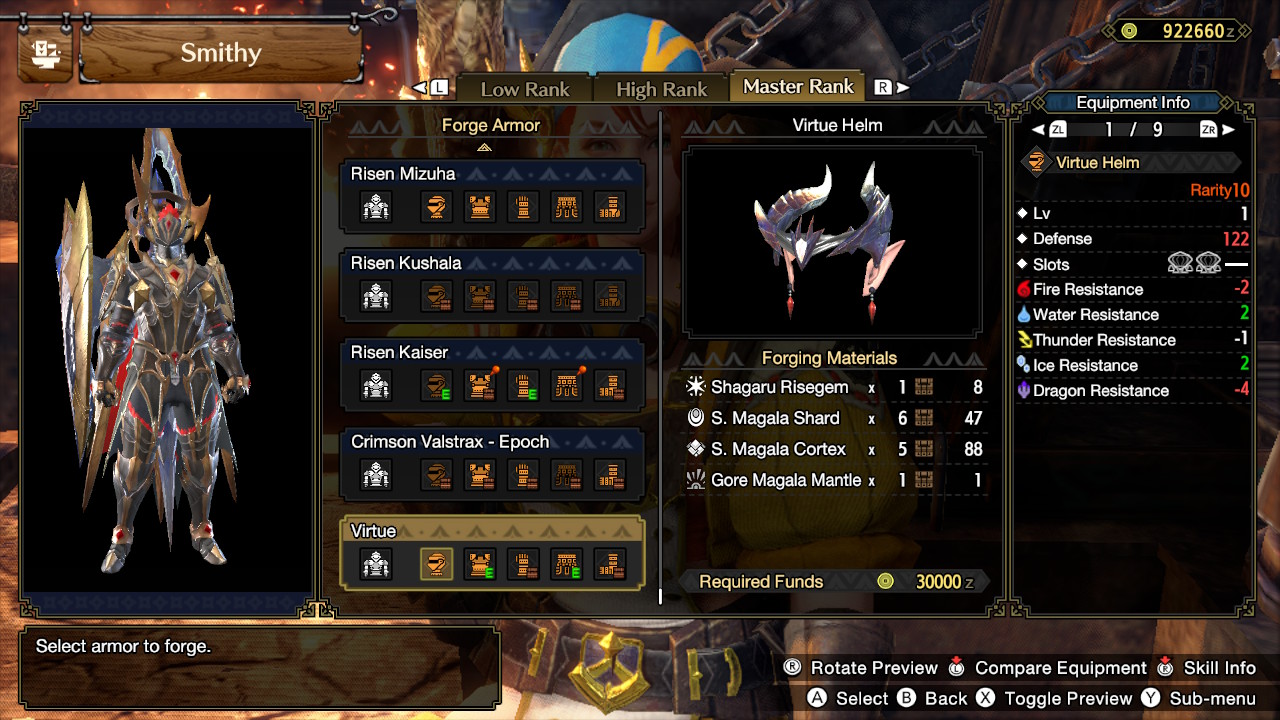 Smithy
922660z
L
Low Rank
High Rank
Master Rank
R
Forge Armor
Risen Mizuha
Risen Kushala
Risen Kaiser
E
E
Crimson Valstrax - Epoch
Virtue
E
E
Virtue Helm
Forging Materials
Shagaru Risegem x 1 8
S. Magala Shard x 6 47
S. Magala Cortex x 5 88
Gore Magala Mantle x 1 1
Required Funds 30000 z
Equipment Info
ZL 1 / 9 ZR
Virtue Helm
Rarity10
Lv 1
Defense 122
Slots
Fire Resistance -2
Water Resistance 2
Thunder Resistance -1
Ice Resistance 2
Dragon Resistance -4
Select armor to forge.
R Rotate Preview L Compare Equipment R Skill Info
A Select B Back X Toggle Preview Y Sub-menu